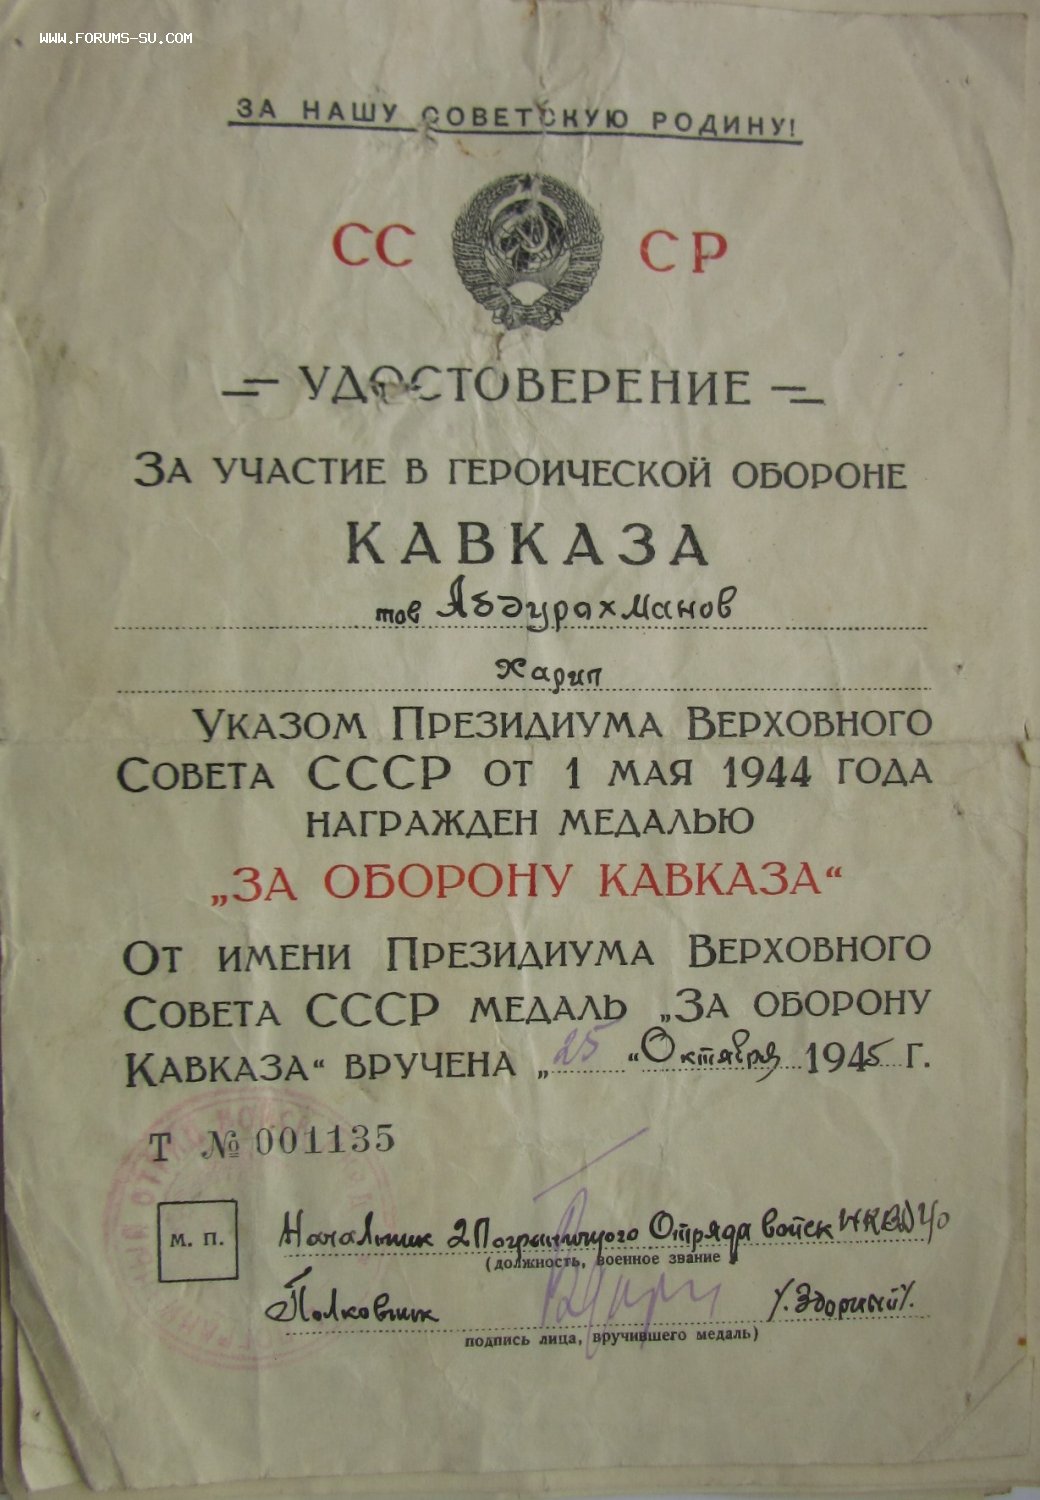 WWW.FORUMS-SU.COM
ЗА НАШУ СОВЕТСКУЮ РОДИНУ!
СС СР
УДОСТОВЕРЕНИЕ
ЗА УЧАСТИЕ В ГЕРОИЧЕСКОЙ ОБОРОНЕ
КАВКАЗА
тов Абдурахманов
Харип
УКАЗОМ ПРЕЗИДИУМА ВЕРХОВНОГО
СОВЕТА СССР ОТ 1 МАЯ 1944 ГОДА
НАГРАЖДЕН МЕДАЛЬЮ
„ЗА ОБОРОНУ КАВКАЗА“
ОТ ИМЕНИ ПРЕЗИДИУМА ВЕРХОВНОГО
СОВЕТА СССР МЕДАЛЬ „ЗА ОБОРОНУ
КАВКАЗА“ ВРУЧЕНА „25“ Октября 1945 Г.
Т № 001135
М. П.
Начальник 2 Пограничного Отряда войск НКВД
(должность, военное звание
Полковник /.Здорный/.
подпись лица, вручившего медаль)